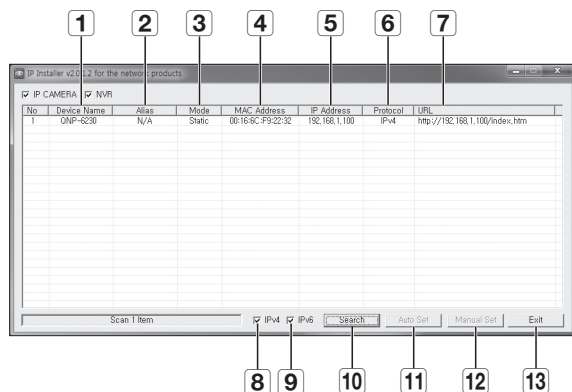 1 2 3 4 5 6 7
IP Installer v2.0.1.2 for the network products
IP CAMERA NVR
No Device Name Alias Mode MAC Address IP Address Protocol URL
1 QNP-6230 N/A Static 00:16:6C:F9:22:32 192,168,1,100 IPv4 http://192,168,1,100/index,htm
Scan 1 Item IPv4 IPv6 Search Auto Set Manual Set Exit
8 9 10 11 12 13